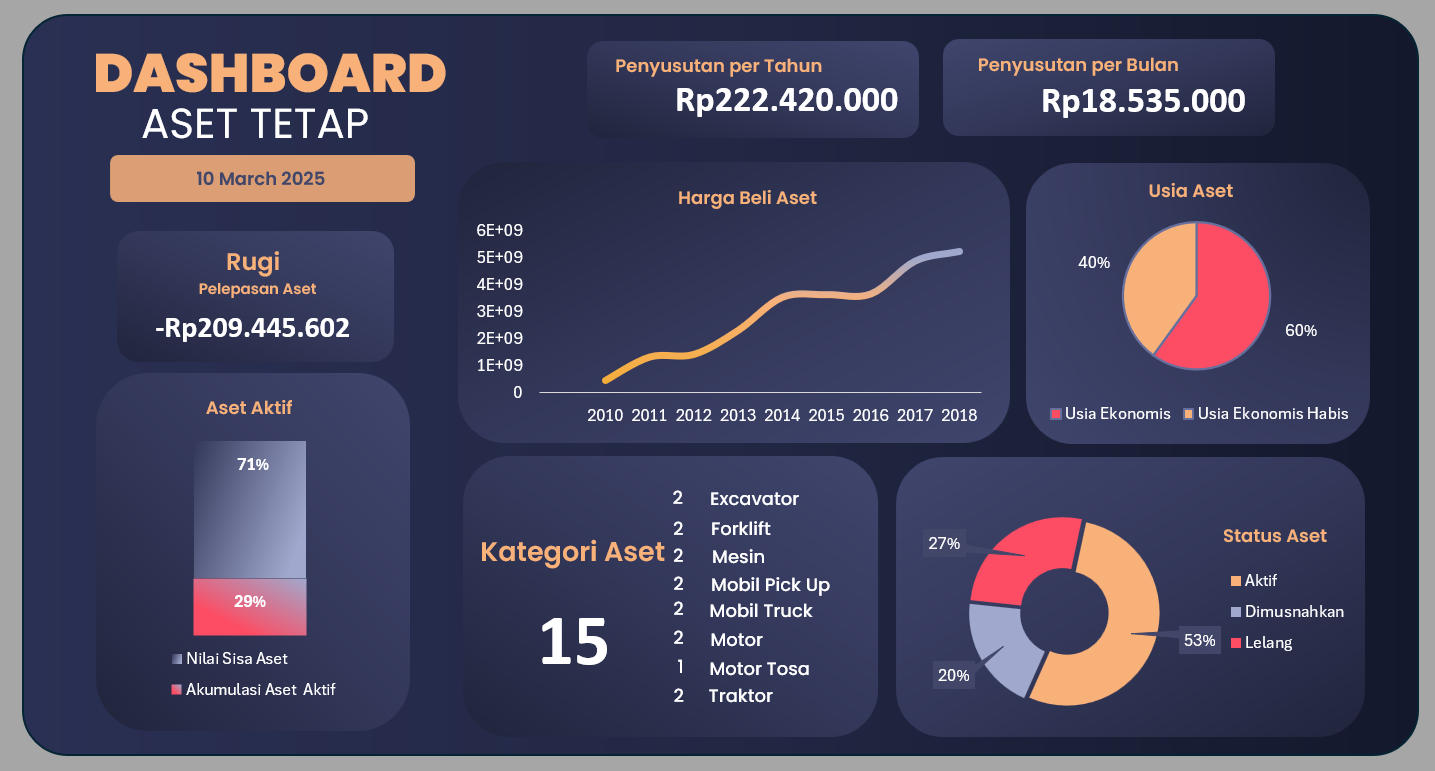 DASHBOARD
ASET TETAP
10 March 2025
Penyusutan per Tahun
Rp222.420.000
Penyusutan per Bulan
Rp18.535.000
Rugi
Pelepasan Aset
-Rp209.445.602
Harga Beli Aset
6E+09
5E+09
4E+09
3E+09
2E+09
1E+09
0
2010 2011 2012 2013 2014 2015 2016 2017 2018
Usia Aset
40%
60%
Usia Ekonomis Usia Ekonomis Habis
Aset Aktif
71%
29%
Nilai Sisa Aset
Akumulasi Aset Aktif
Kategori Aset
15
2 Excavator
2 Forklift
2 Mesin
2 Mobil Pick Up
2 Mobil Truck
2 Motor
1 Motor Tosa
2 Traktor
Status Aset
27%
20%
53%
Aktif
Dimusnahkan
Lelang